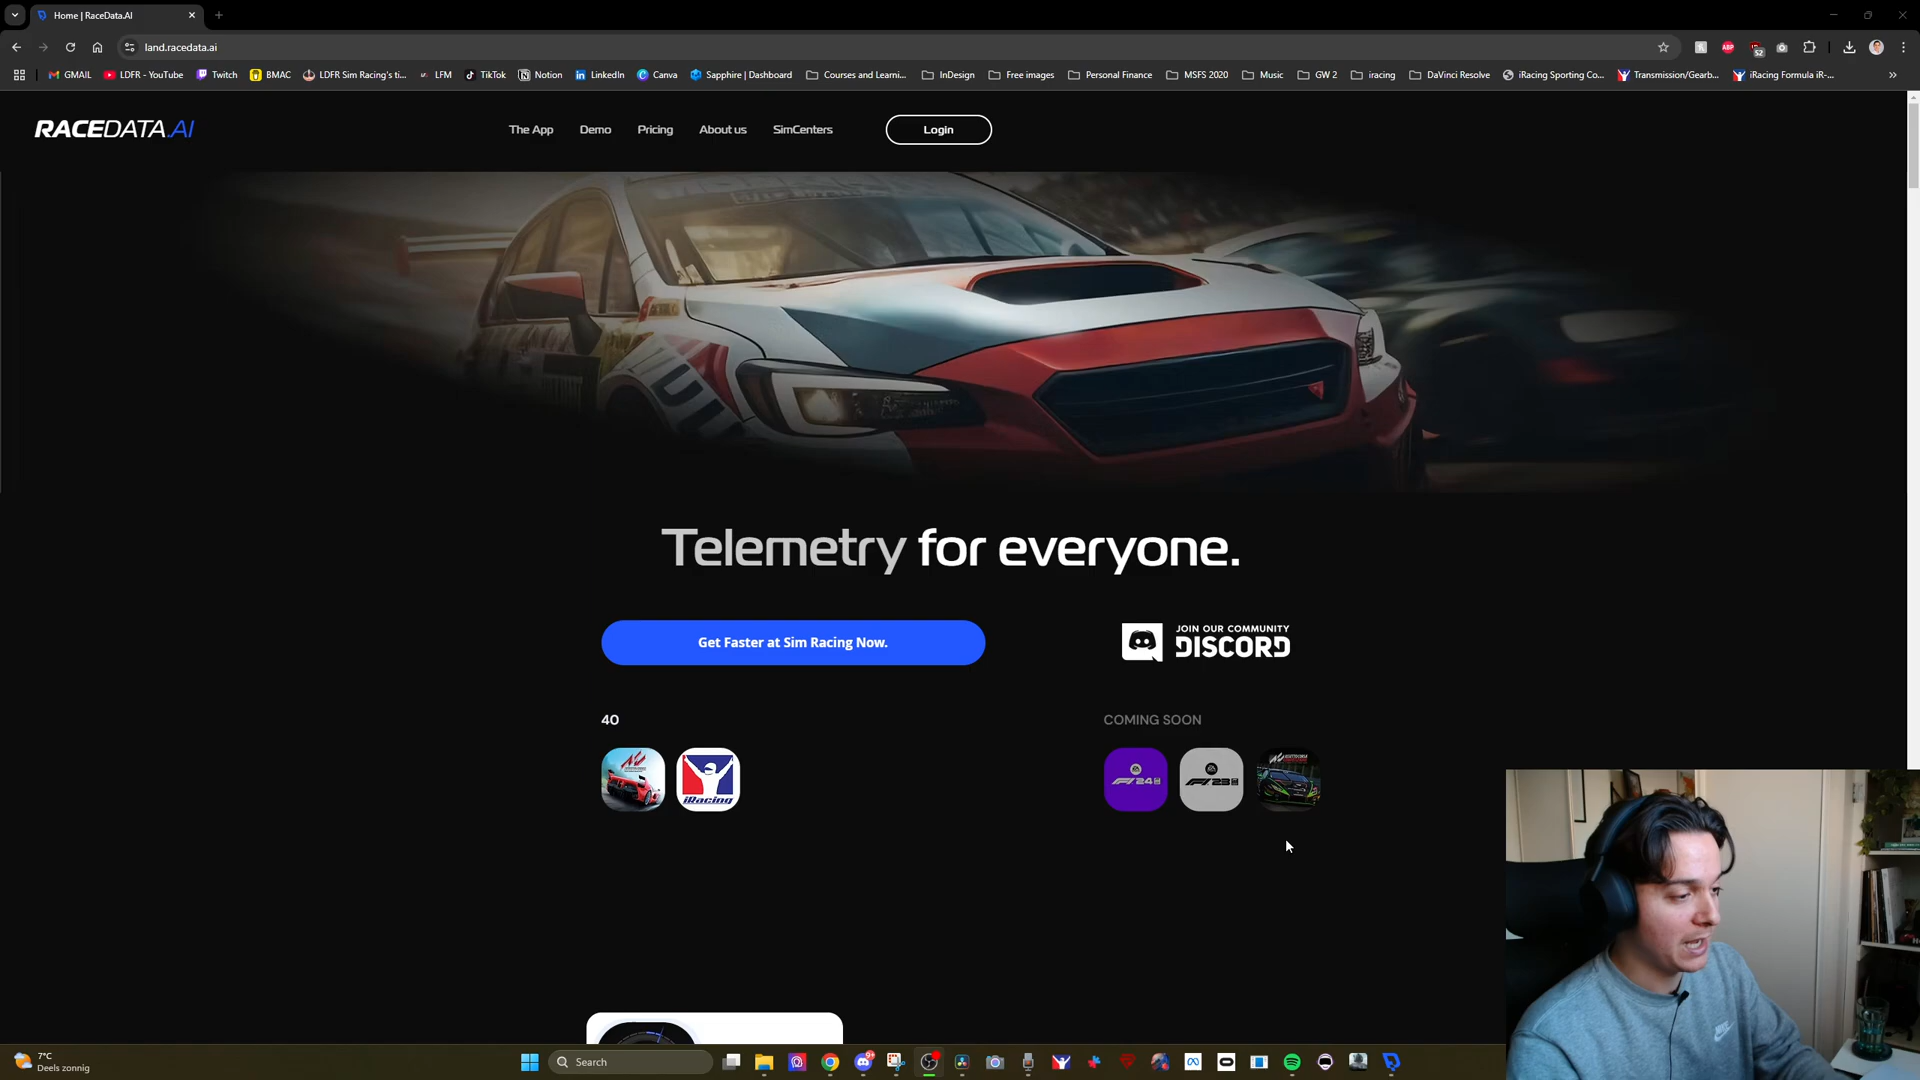 Home | RaceData.AI
land.racedata.ai
GMAIL
LDFR - YouTube
Twitch
BMAC
LDFR Sim Racing's ti...
LFM
TikTok
Notion
LinkedIn
Canva
Sapphire | Dashboard
Courses and Learni...
InDesign
Free images
Personal Finance
MSFS 2020
Music
GW 2
iracing
DaVinci Resolve
iRacing Sporting Co...
Transmission/Gearb...
iRacing Formula iR-...
ABP
52
RACEDATA.AI
The App
Demo
Pricing
About us
SimCenters
Login
Telemetry for everyone.
Get Faster at Sim Racing Now.
JOIN OUR COMMUNITY
DISCORD
40
COMING SOON
iRacing
F1 24
F1 23
7°C
Deels zonnig
Search